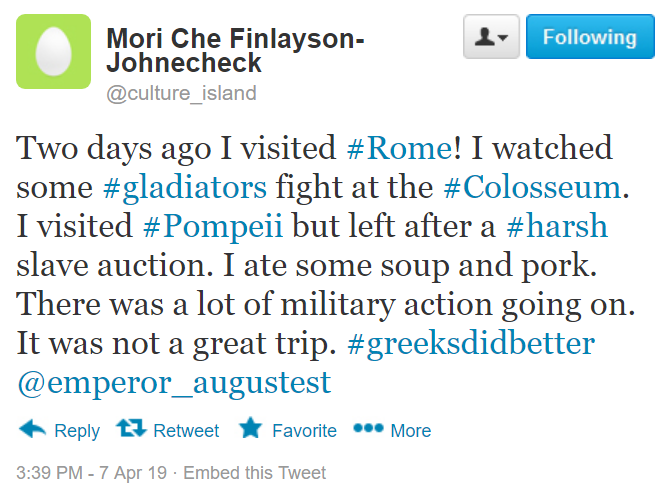 Mori Che Finlayson-
Johnecheck
@culture_island
Following
Two days ago I visited #Rome! I watched
some #gladiators fight at the #Colosseum.
I visited #Pompeii but left after a #harsh
slave auction. I ate some soup and pork.
There was a lot of military action going on.
It was not a great trip. #greeksdidbetter
@emperor_augustest
Reply Retweet Favorite More
3:39 PM - 7 Apr 19 · Embed this Tweet